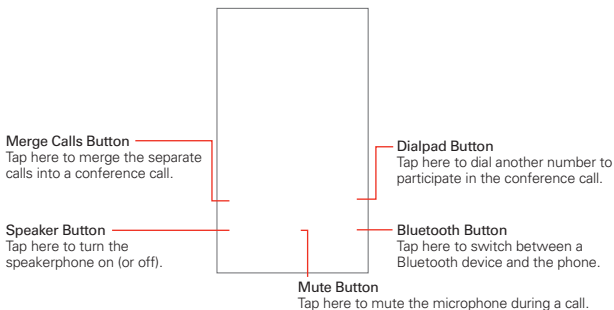 Merge Calls Button
Tap here to merge the separate
calls into a conference call.
Dialpad Button
Tap here to dial another number to
participate in the conference call.
Speaker Button
Tap here to turn the
speakerphone on (or off).
Bluetooth Button
Tap here to switch between a
Bluetooth device and the phone.
Mute Button
Tap here to mute the microphone during a call.